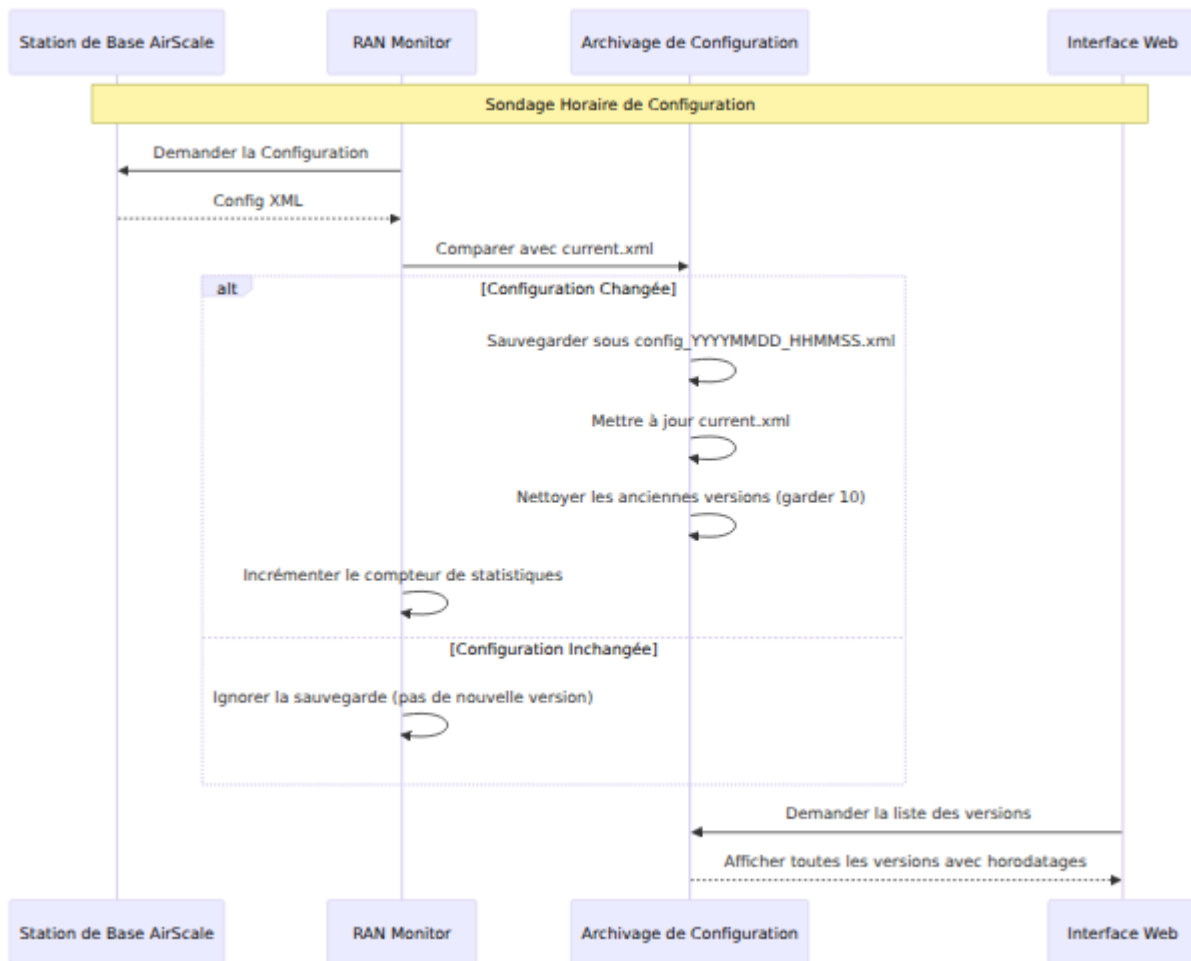 Station de Base AirScale
RAN Monitor
Archivage de Configuration
Interface Web
Sondage Horaire de Configuration
Demander la Configuration
Config XML
Comparer avec current.xml
alt
[Configuration Changée]
Sauvegarder sous config_YYYYMMDD_HHMMSS.xml
Mettre à jour current.xml
Nettoyer les anciennes versions (garder 10)
Incrémenter le compteur de statistiques
[Configuration Inchangée]
Ignorer la sauvegarde (pas de nouvelle version)
Demander la liste des versions
Afficher toutes les versions avec horodatages
Station de Base AirScale
RAN Monitor
Archivage de Configuration
Interface Web